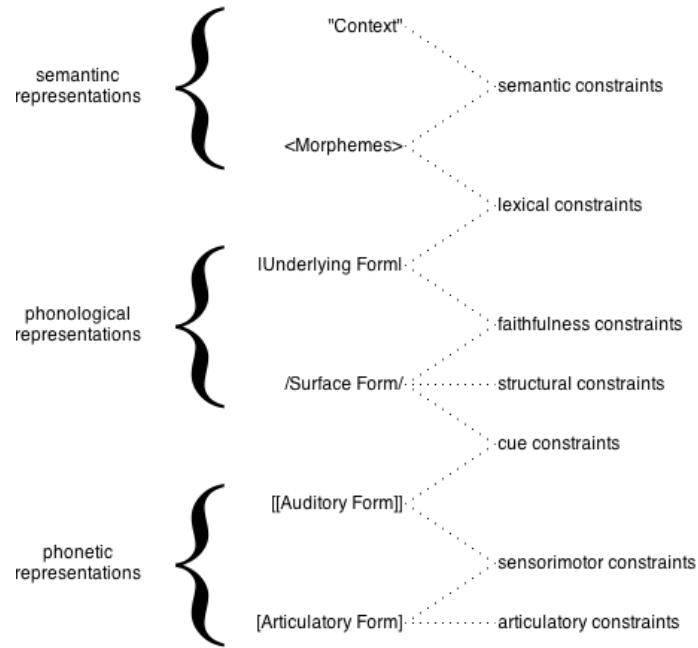 "Context"
semantinc
representations
semantic constraints
<Morphemes>
lexical constraints
|Underlying Form|
phonological
representations
faithfulness constraints
/Surface Form/
structural constraints
cue constraints
[[Auditory Form]]
phonetic
representations
sensorimotor constraints
[Articulatory Form]
articulatory constraints